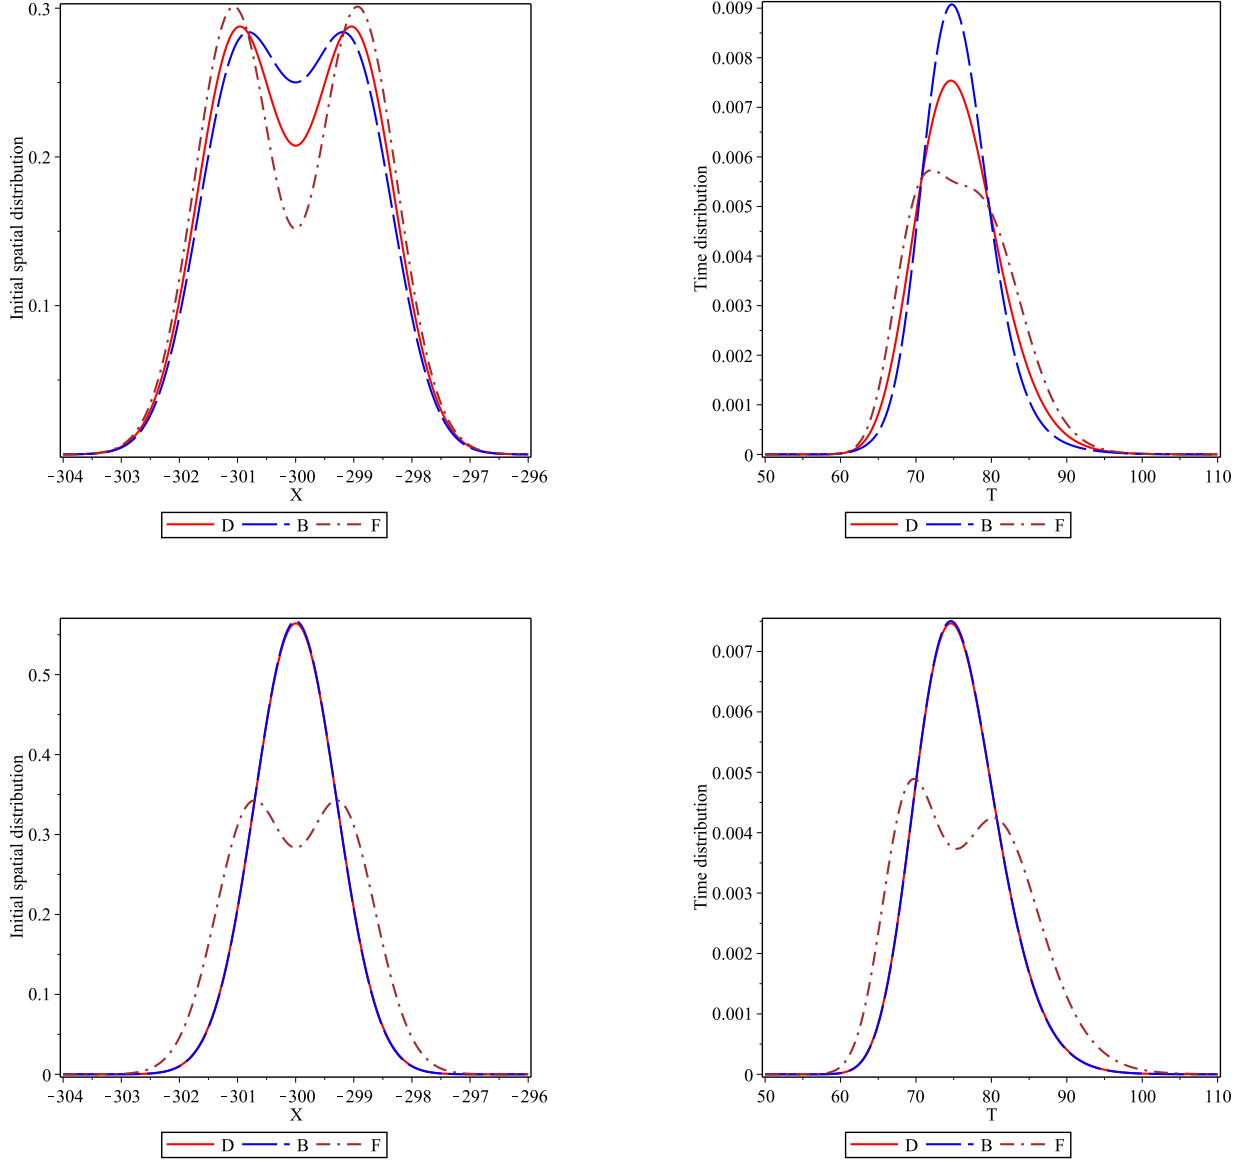 Initial spatial distribution
0.3
0.2
0.1
−304 −303 −302 −301 −300 −299 −298 −297 −296
X
D B F
Time distribution
0.009
0.008
0.007
0.006
0.005
0.004
0.003
0.002
0.001
0
50 60 70 80 90 100 110
T
D B F
Initial spatial distribution
0.5
0.4
0.3
0.2
0.1
0
−304 −303 −302 −301 −300 −299 −298 −297 −296
X
D B F
Time distribution
0.007
0.006
0.005
0.004
0.003
0.002
0.001
0
50 60 70 80 90 100 110
T
D B F